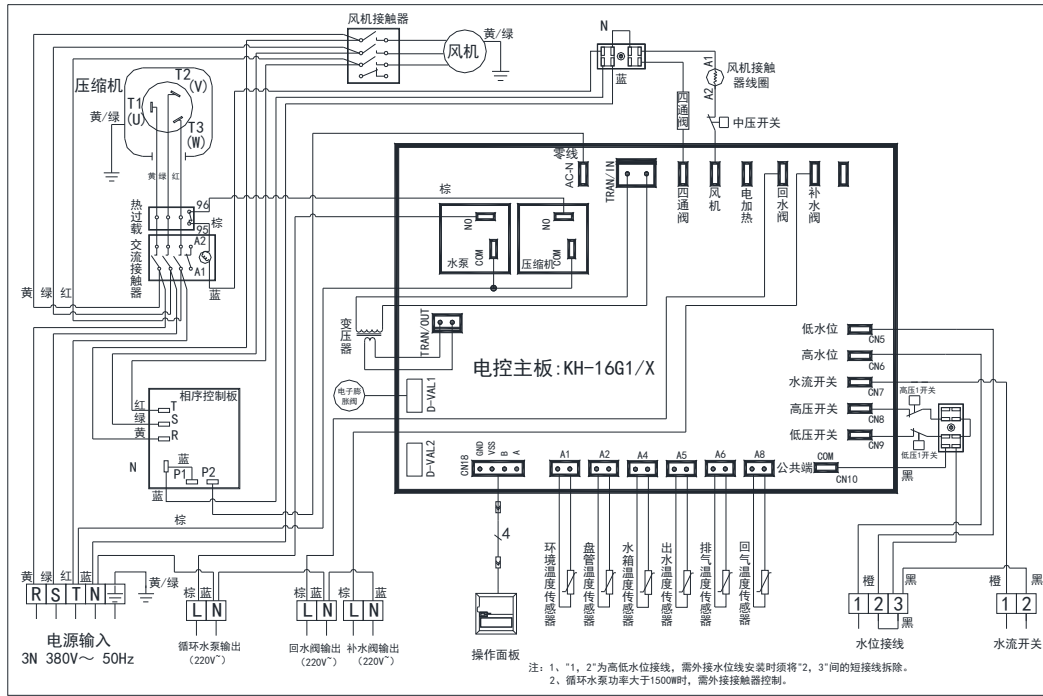 风机接触器
黄/绿
风机
N
蓝
A1
A2
风机接触
器线圈
四通阀
中压开关
压缩机
T2
(V)
T1
(U)
T3
(W)
黄/绿
黄 绿 红
热过载
96
95
棕
交流接触器
A2
A1
蓝
黄 绿 红
零线
AC-N
TRAN/IN
四通阀
风机
电加热
回水阀
补水阀
棕
NO
COM
水泵
NO
COM
压缩机
变压器
TRAN/OUT
电控主板:KH-16G1/X
低水位
CN5
高水位
CN6
水流开关
CN7
高压开关
CN8
低压开关
CN9
公共端
COM
CN10
高压1开关
低压1开关
黑
相序控制板
红
T
绿
S
黄
R
N
蓝
P1
P2
蓝
棕
电子膨
胀阀
D-VAL1
D-VAL2
CN18
GND
VSS
B
A
A1
A2
A4
A5
A6
A8
4
环境温度传感器
盘管温度传感器
水箱温度传感器
出水温度传感器
排气温度传感器
回气温度传感器
操作面板
黄 绿 红 蓝
黄/绿
R S T N
电源输入
3N 380V～ 50Hz
棕 蓝
L N
循环水泵输出
(220V~)
棕 蓝
L N
回水阀输出
(220V~)
棕 蓝
L N
补水阀输出
(220V~)
橙
黑
1 2 3
黑
水位接线
橙
黑
1 2
水流开关
注：1、"1，2"为高低水位接线，需外接水位线安装时须将"2，3"间的短接线拆除。
2、循环水泵功率大于1500W时，需外接接触器控制。